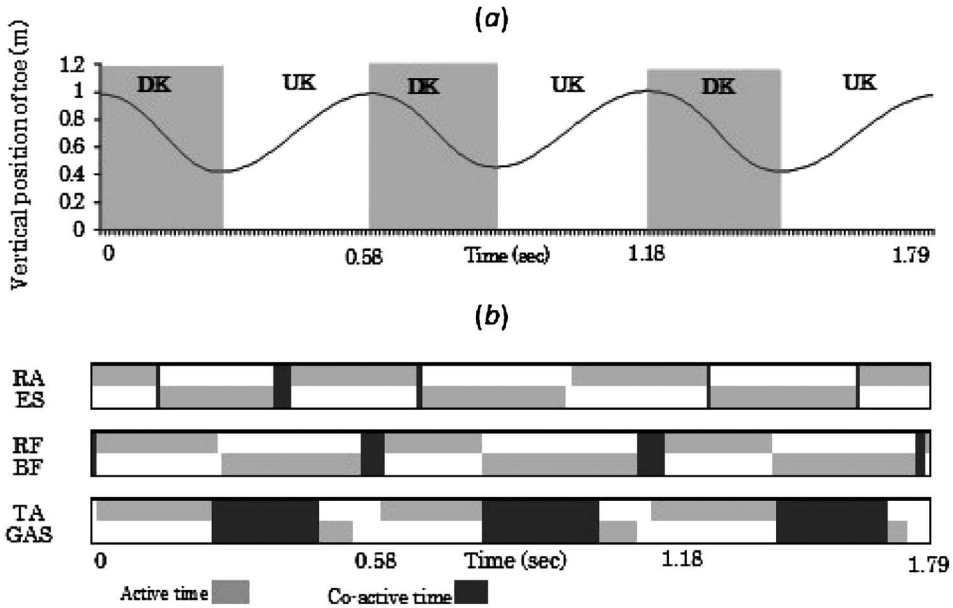 (a)
Vertical position of toe (m)
1.2
1
0.8
0.6
0.4
0.2
0
DK UK DK UK DK UK
0 0.58 Time (sec) 1.18 1.79
(b)
RA
ES
RF
BF
TA
GAS
0 0.58 Time (sec) 1.18 1.79
Active time Co-active time